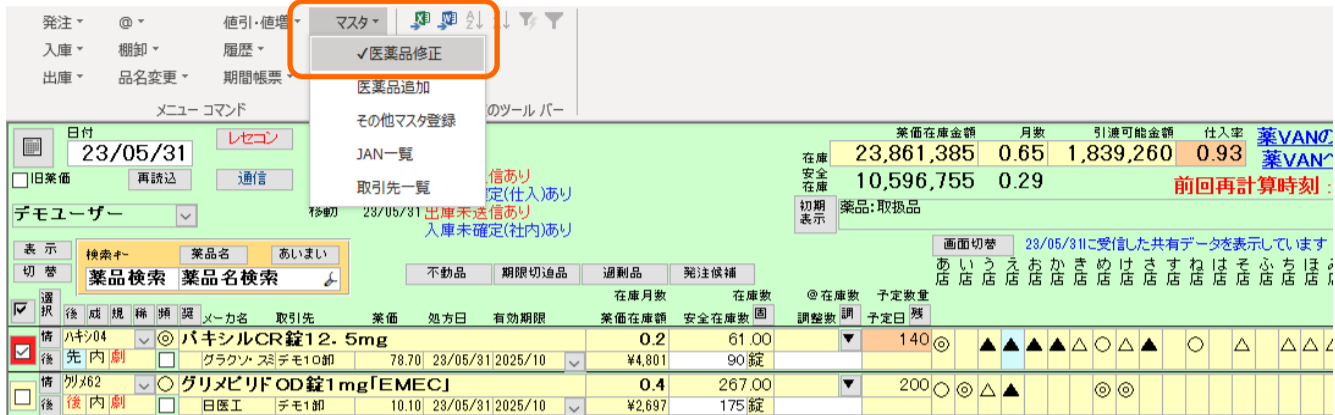 発注 @ 値引・値増 マスタ
入庫 棚卸 履歴 ✓医薬品修正
出庫 品名変更 期間帳票
医薬品追加
メニュー コマンド のツール バー
その他マスタ登録
JAN一覧
取引先一覧
日付
23/05/31
レセコン
旧薬価 再読込 通信
デモユーザー
信あり
定(仕入)あり
移動 23/05/31 出庫未送信あり
入庫未確定(社内)あり
薬価在庫金額 月数 引渡可能金額 仕入率
在庫 23,861,385 0.65 1,839,260 0.93
安全在庫 10,596,755 0.29
薬VANの
薬VANへ
前回再計算時刻:
初期表示 薬品:取扱品
表示 検索キー 薬品名 あいまい
切替 薬品検索 薬品名検索
不動品 期限切迫品 過剰品 発注候補
画面切替 23/05/31に受信した共有データを表示しています
あ い う え お か き め け さ す ね は そ ふ ち ほ
店 店 店 店 店 店 店 店 店 店 店 店 店 店 店 店 店
在庫月数 在庫数 @在庫数 予定数量
選択 後 成 規 稀 頻 奨 メーカ名 取引先 薬価 処方日 有効期限 薬価在庫額 安全在庫数 固 調整数 調 予定日 残
情 ﾊｷｼ04 ◎ パキシルCR錠12.5mg 0.2 61.00 ▼ 140 ◎ ▲ ▲ ▲ ▲ △ ○ △ ▲ ○ △ △ △
後 先 内 劇 グラクソ・スミ デモ10卸 78.70 23/05/31 2025/10 ¥4,801 90 錠
情 ｸﾘﾒ62 ○ グリメピリドOD錠1mg「EMEC」 0.4 267.00 ▼ 200 ○ ◎ △ ▲ ◎ ◎
後 後 内 劇 日医工 デモ1卸 10.10 23/05/31 2025/10 ¥2,697 175 錠